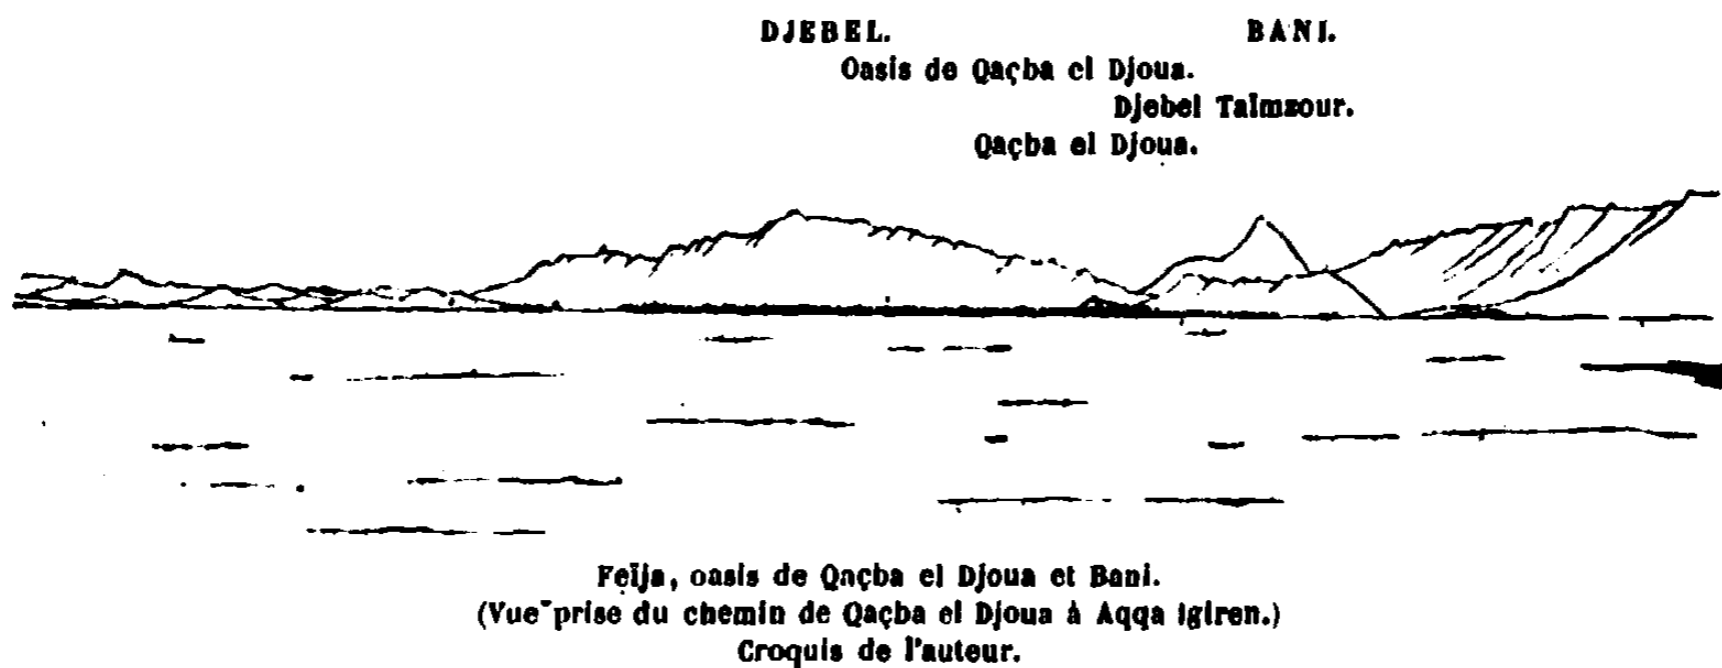 DJEBEL. BANI.
Oasis de Qaçba el Djoua.
Djebel Taïmzour.
Qaçba el Djoua.
Feïja, oasis de Qaçba el Djoua et Bani.
(Vue prise du chemin de Qaçba el Djoua à Aqqa Igiren.)
Croquis de l'auteur.